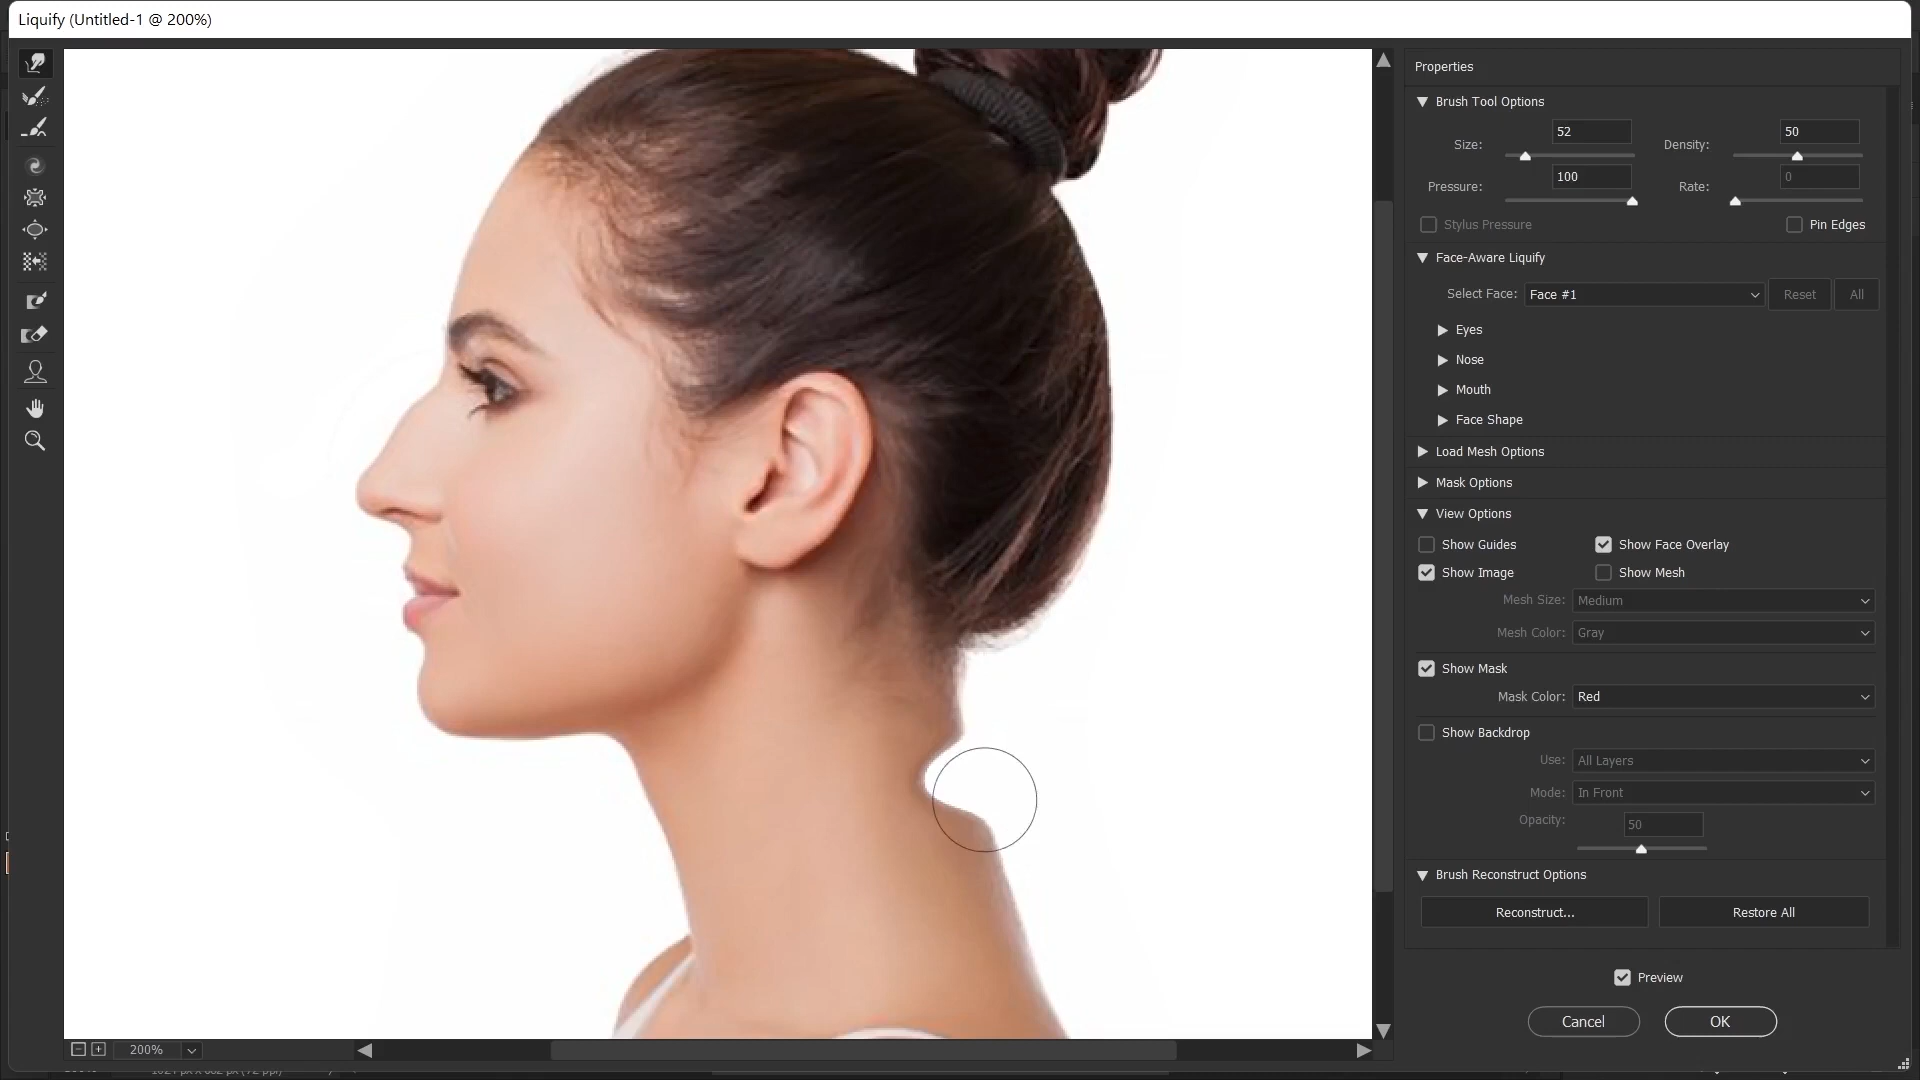 Liquify (Untitled-1 @ 200%)
Properties
Brush Tool Options
Size: 52 Density: 50
Pressure: 100 Rate: 0
Stylus Pressure Pin Edges
Face-Aware Liquify
Select Face: Face #1 Reset All
Eyes
Nose
Mouth
Face Shape
Load Mesh Options
Mask Options
View Options
Show Guides Show Face Overlay
Show Image Show Mesh
Mesh Size: Medium
Mesh Color: Gray
Show Mask
Mask Color: Red
Show Backdrop
Use: All Layers
Mode: In Front
Opacity: 50
Brush Reconstruct Options
Reconstruct... Restore All
Preview
Cancel OK
200%